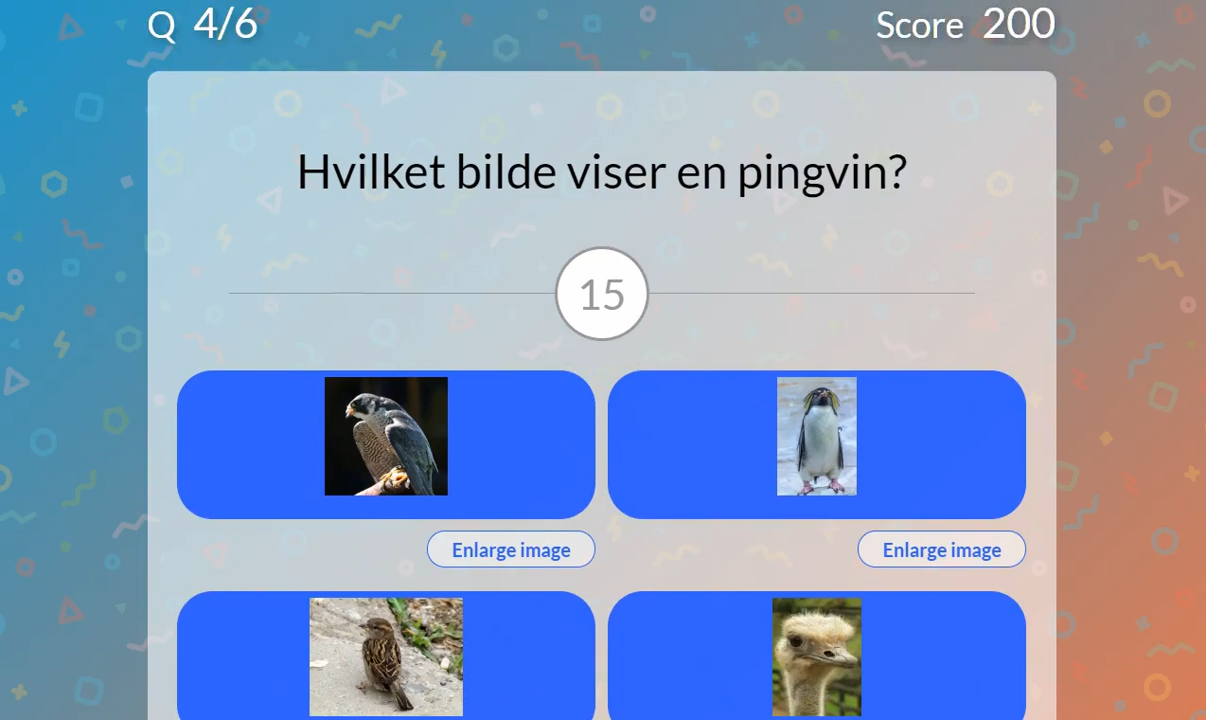 Q 4/6
Score 200
Hvilket bilde viser en pingvin?
15
Enlarge image
Enlarge image